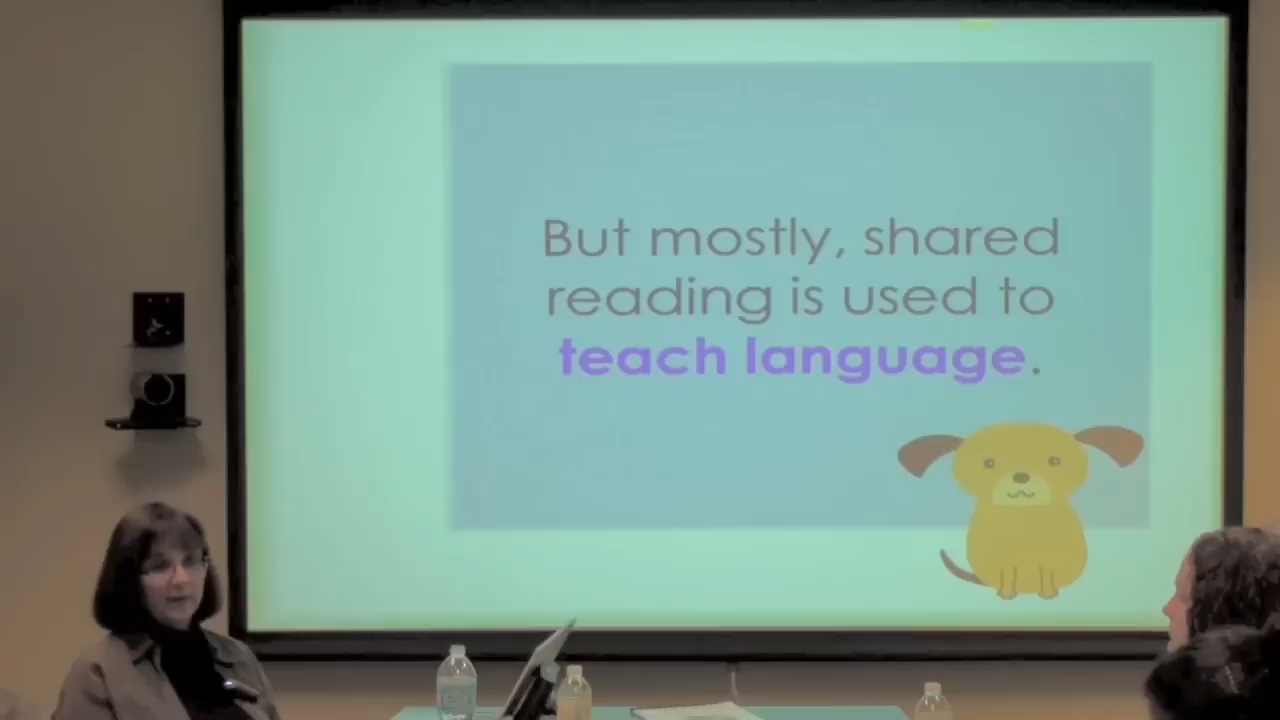 But mostly, shared
reading is used to
teach language.